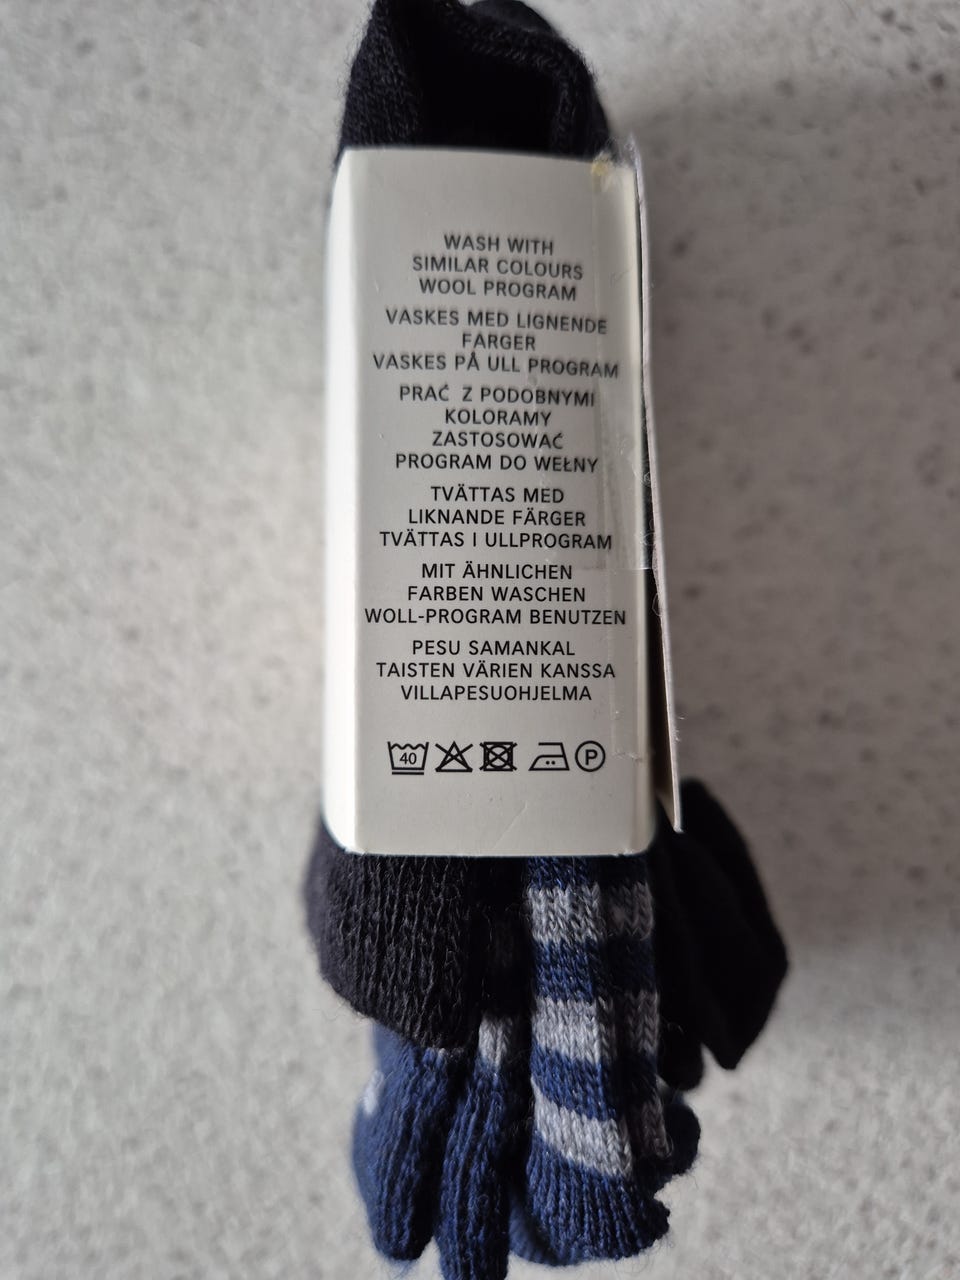 WASH WITH
SIMILAR COLOURS
WOOL PROGRAM
VASKES MED LIGNENDE
FARGER
VASKES PÅ ULL PROGRAM
PRAĆ Z PODOBNYMI
KOLORAMY
ZASTOSOWAĆ
PROGRAM DO WEŁNY
TVÄTTAS MED
LIKNANDE FÄRGER
TVÄTTAS I ULLPROGRAM
MIT ÄHNLICHEN
FARBEN WASCHEN
WOLL-PROGRAM BENUTZEN
PESU SAMANKAL
TAISTEN VÄRIEN KANSSA
VILLAPESUOHJELMA
40 P